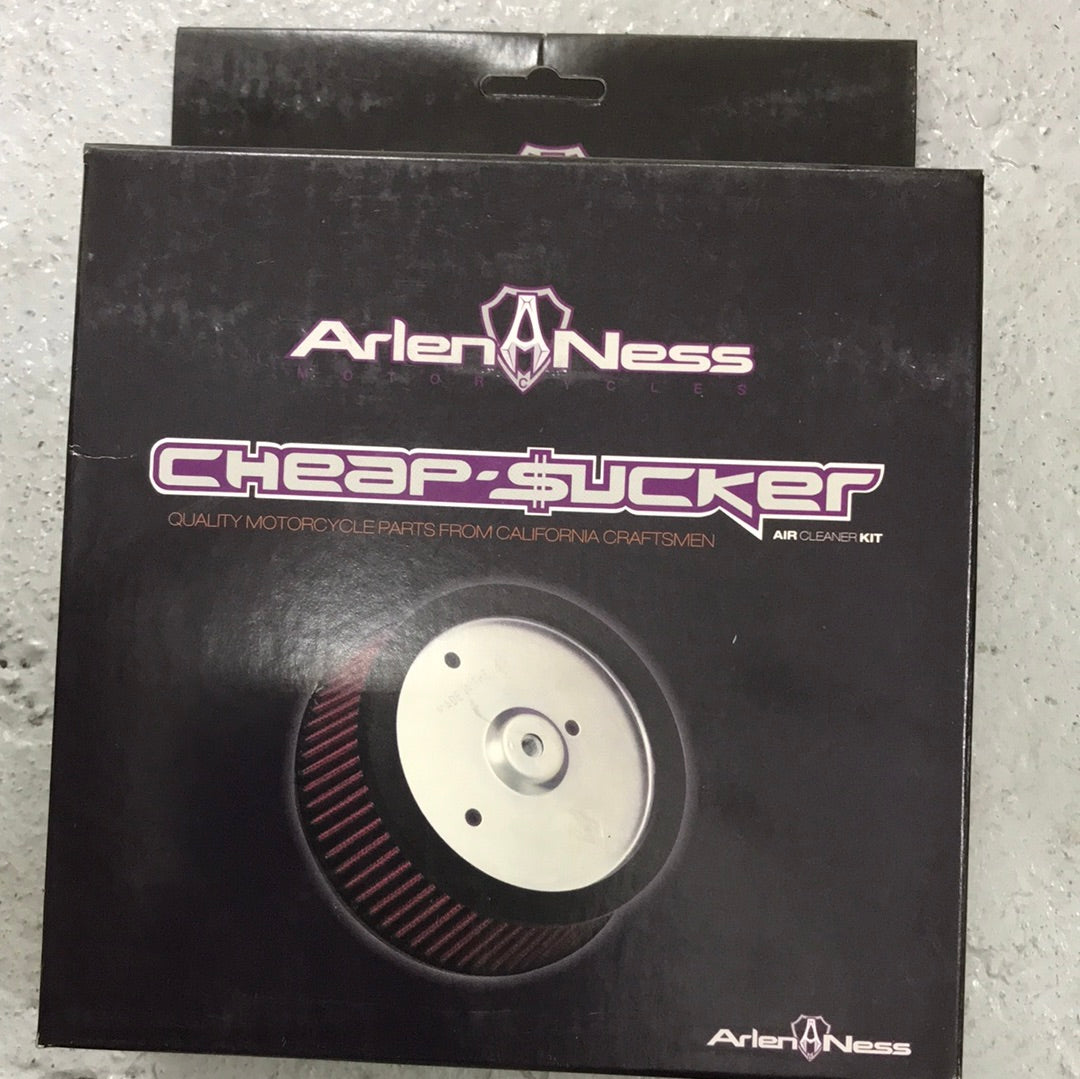 Arlen Ness
MOTORCYCLES
CHEAP-$UCKER
QUALITY MOTORCYCLE PARTS FROM CALIFORNIA CRAFTSMEN
AIR CLEANER KIT
Arlen Ness